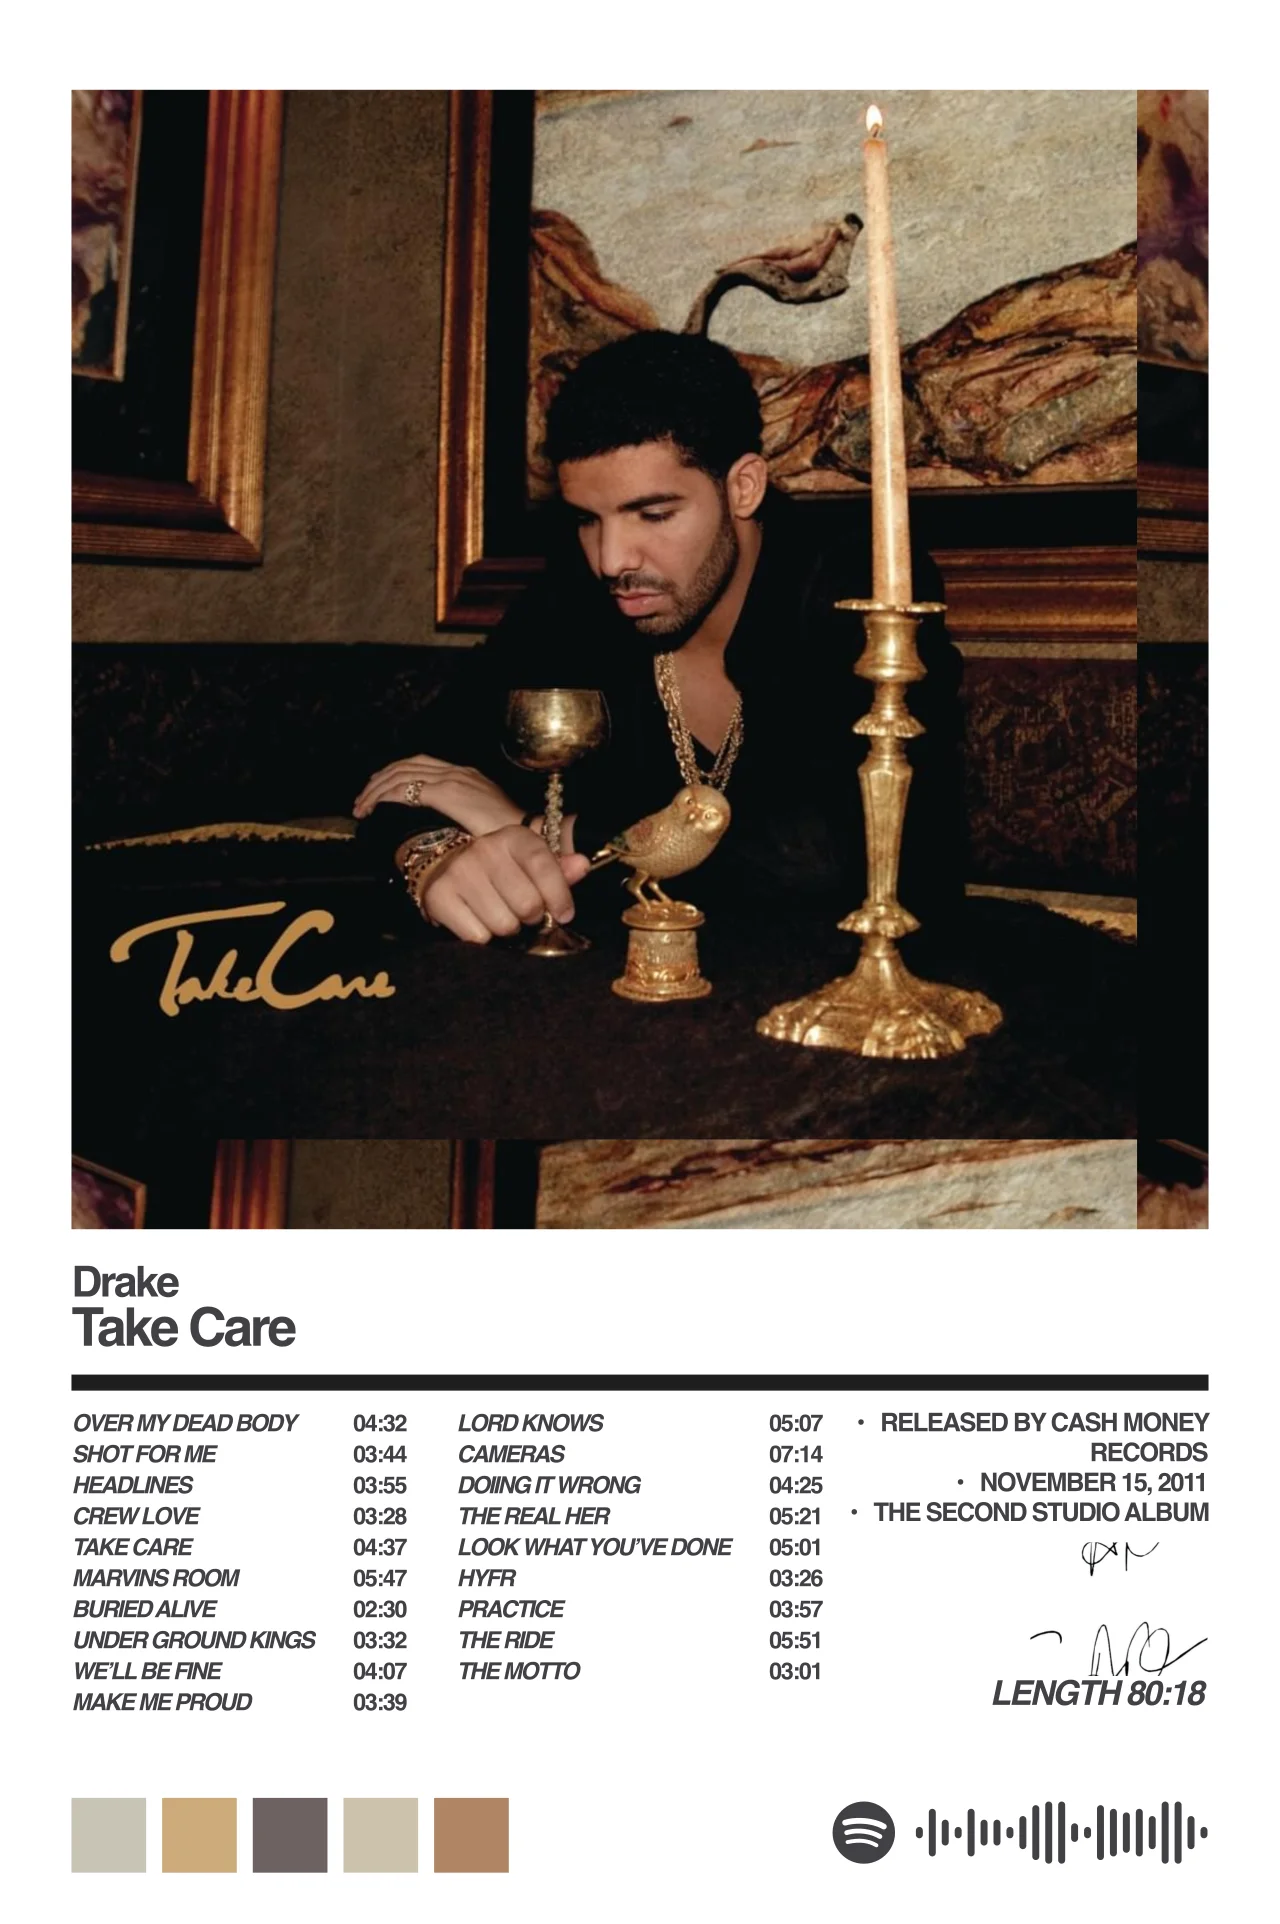 Take Care
Drake
Take Care
OVER MY DEAD BODY 04:32
SHOT FOR ME 03:44
HEADLINES 03:55
CREW LOVE 03:28
TAKE CARE 04:37
MARVINS ROOM 05:47
BURIED ALIVE 02:30
UNDER GROUND KINGS 03:32
WE'LL BE FINE 04:07
MAKE ME PROUD 03:39
LORD KNOWS 05:07
CAMERAS 07:14
DOIING IT WRONG 04:25
THE REAL HER 05:21
LOOK WHAT YOU'VE DONE 05:01
HYFR 03:26
PRACTICE 03:57
THE RIDE 05:51
THE MOTTO 03:01
• RELEASED BY CASH MONEY
RECORDS
• NOVEMBER 15, 2011
• THE SECOND STUDIO ALBUM
LENGTH 80:18